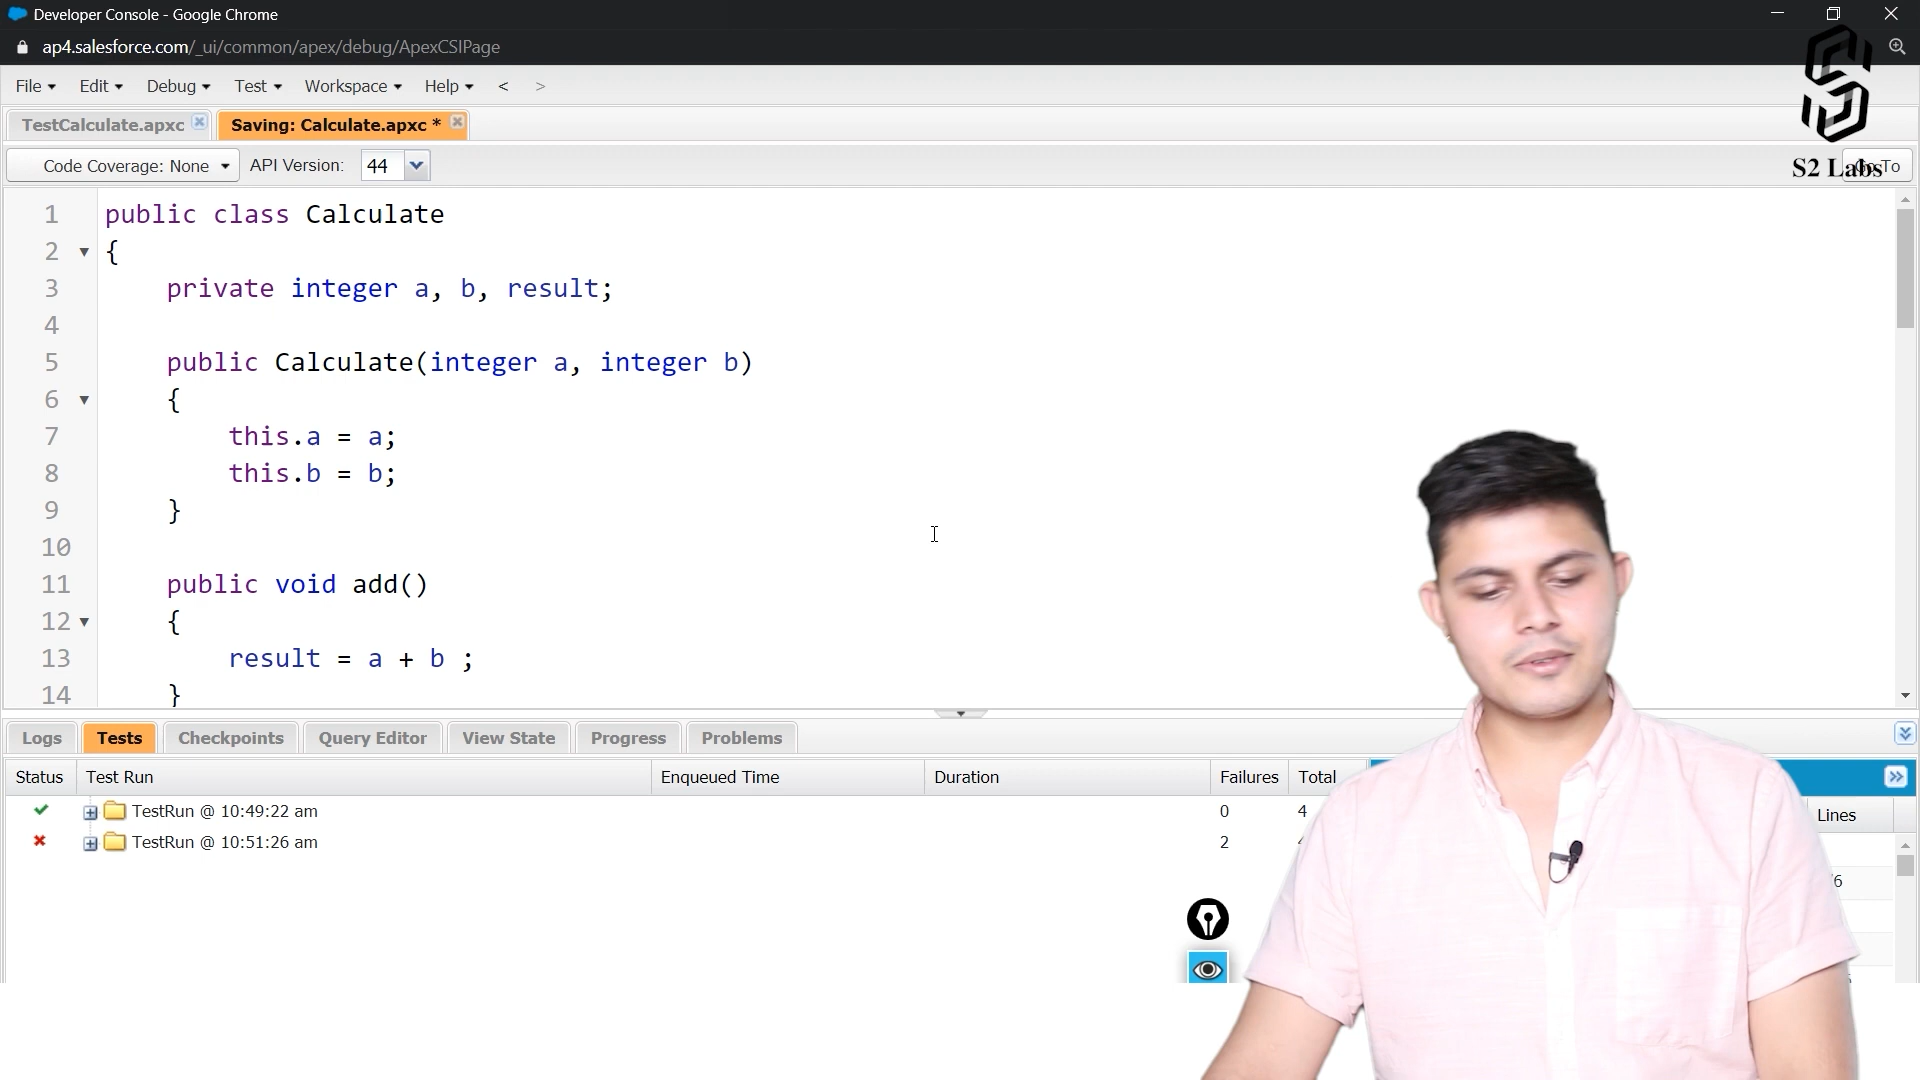 Developer Console - Google Chrome
ap4.salesforce.com/_ui/common/apex/debug/ApexCSIPage
File Edit Debug Test Workspace Help < >
TestCalculate.apxc Saving: Calculate.apxc *
Code Coverage: None API Version: 44
S2 Labs
To
1 public class Calculate
2 {
3 private integer a, b, result;
4
5 public Calculate(integer a, integer b)
6 {
7 this.a = a;
8 this.b = b;
9 }
10
11 public void add()
12 {
13 result = a + b ;
14 }
Logs Tests Checkpoints Query Editor View State Progress Problems
Status Test Run Enqueued Time Duration Failures Total
Lines
TestRun @ 10:49:22 am 0 4
TestRun @ 10:51:26 am 2
6